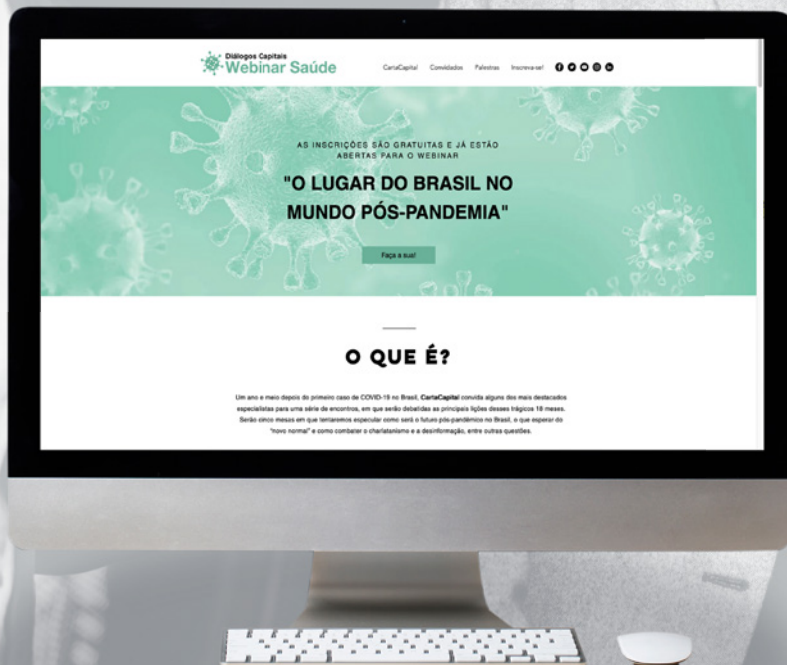 Diálogos Capitais
Webinar Saúde
CartaCapital Convidados Palestras Inscreva-se!
AS INSCRIÇÕES SÃO GRATUITAS E JÁ ESTÃO
ABERTAS PARA O WEBINAR
"O LUGAR DO BRASIL NO
MUNDO PÓS-PANDEMIA"
Faça a sua!
O QUE É?
Um ano e meio depois do primeiro caso de COVID-19 no Brasil, CartaCapital convida alguns dos mais destacados
especialistas para uma série de encontros, em que serão debatidas as principais lições desses trágicos 18 meses.
Serão cinco mesas em que tentaremos especular como será o futuro pós-pandêmico no Brasil, o que esperar do
"novo normal" e como combater o charlatanismo e a desinformação, entre outras questões.